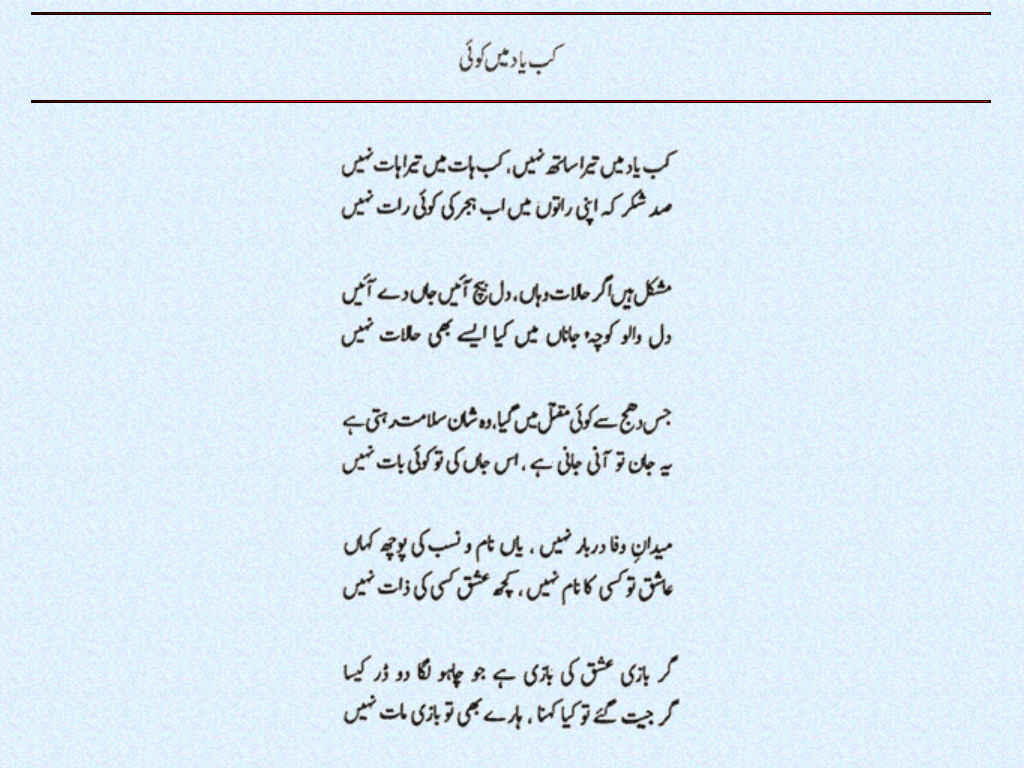 کب یاد میں کوئی
کب یاد میں تیرا ساتھ نہیں، کب ہات میں تیرا ہات نہیں
صد شکر کہ اپنی راتوں میں اب ہجر کی کوئی رات نہیں
مشکل ہیں اگر حالات وہاں، دل بیچ آئیں جاں دے آئیں
دل والو کوچہٴ جاناں میں کیا ایسے بھی حالات نہیں
جس دھج سے کوئی مقتل میں گیا، وہ شان سلامت رہتی ہے
یہ جان تو آنی جانی ہے، اس جاں کی تو کوئی بات نہیں
میدانِ وفا دربار نہیں، یاں نام و نسب کی پوچھ کہاں
عاشق تو کسی کا نام نہیں، کچھ عشق کسی کی ذات نہیں
گر بازی عشق کی بازی ہے جو چاہو لگا دو ڈر کیسا
گر جیت گئے تو کیا کہنا، ہارے بھی تو بازی مات نہیں